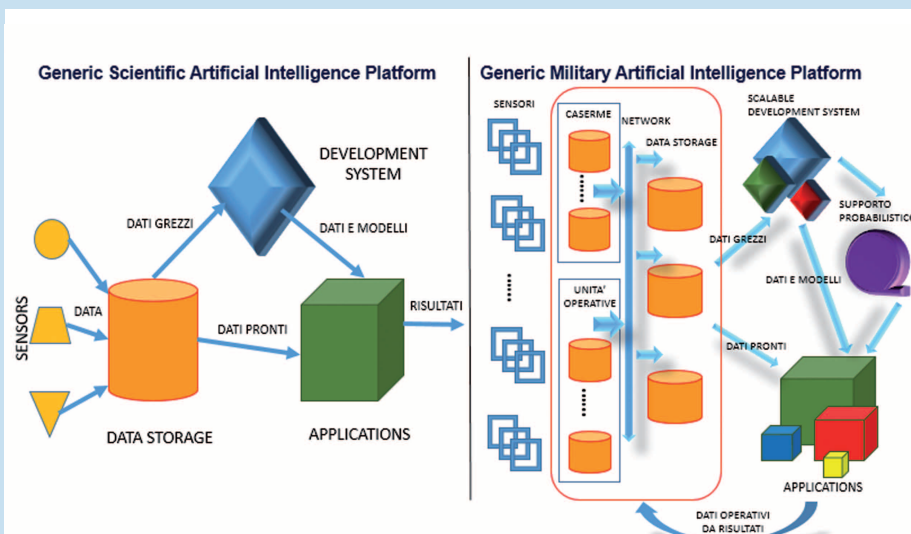 Generic Scientific Artificial Intelligence Platform
DEVELOPMENT
SYSTEM
DATI GREZZI
DATI E MODELLI
SENSORS
DATA
DATI PRONTI
RISULTATI
DATA STORAGE
APPLICATIONS
Generic Military Artificial Intelligence Platform
SENSORI
CASERME
NETWORK
DATA STORAGE
SCALABLE
DEVELOPMENT SYSTEM
SUPPORTO
PROBABILISTICO
DATI GREZZI
DATI E MODELLI
UNITA'
OPERATIVE
DATI PRONTI
APPLICATIONS
DATI OPERATIVI
DA RISULTATI